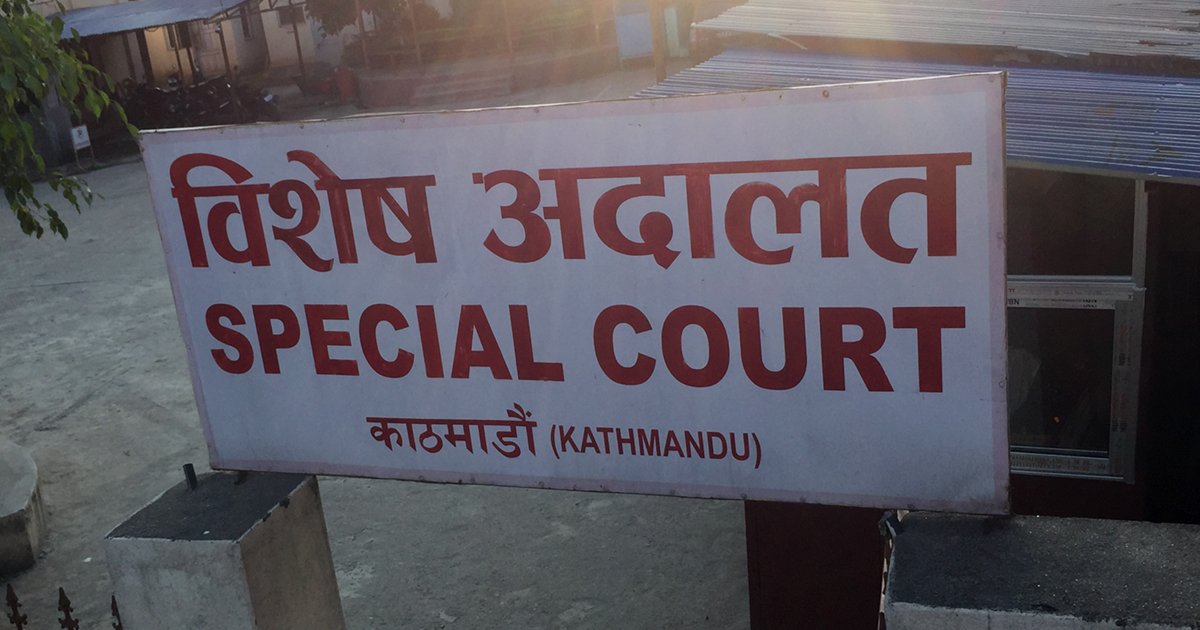 विशेष अदालत
SPECIAL COURT
काठमाडौं (KATHMANDU)